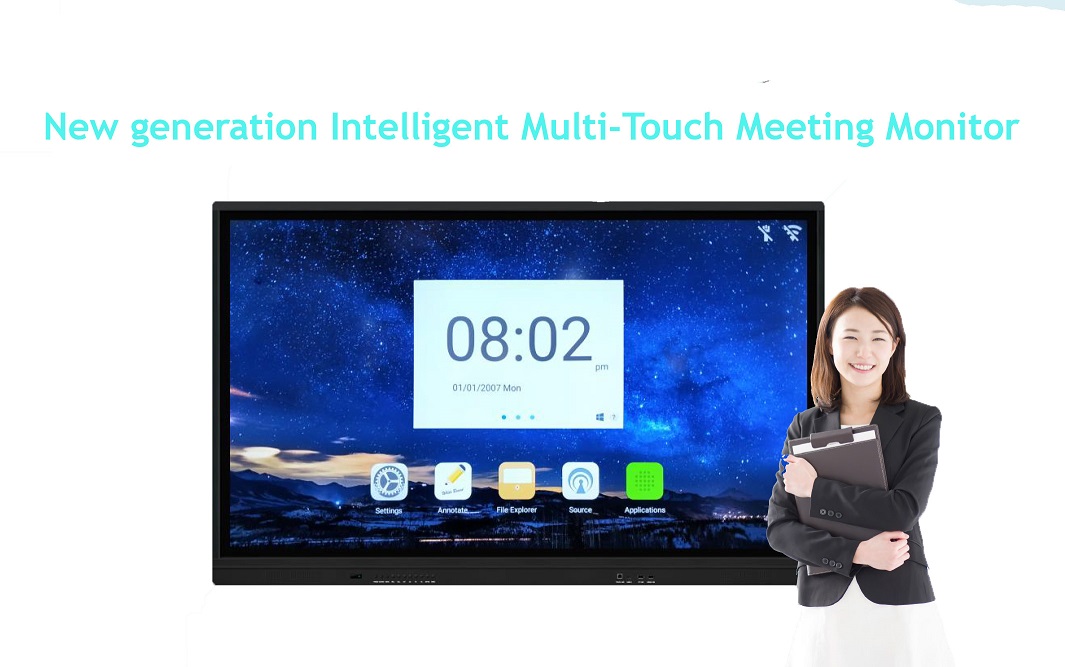 New generation Intelligent Multi-Touch Meeting Monitor
08:02
pm
01/01/2007 Mon
?
Settings
Annotate
File Explorer
Source
Applications